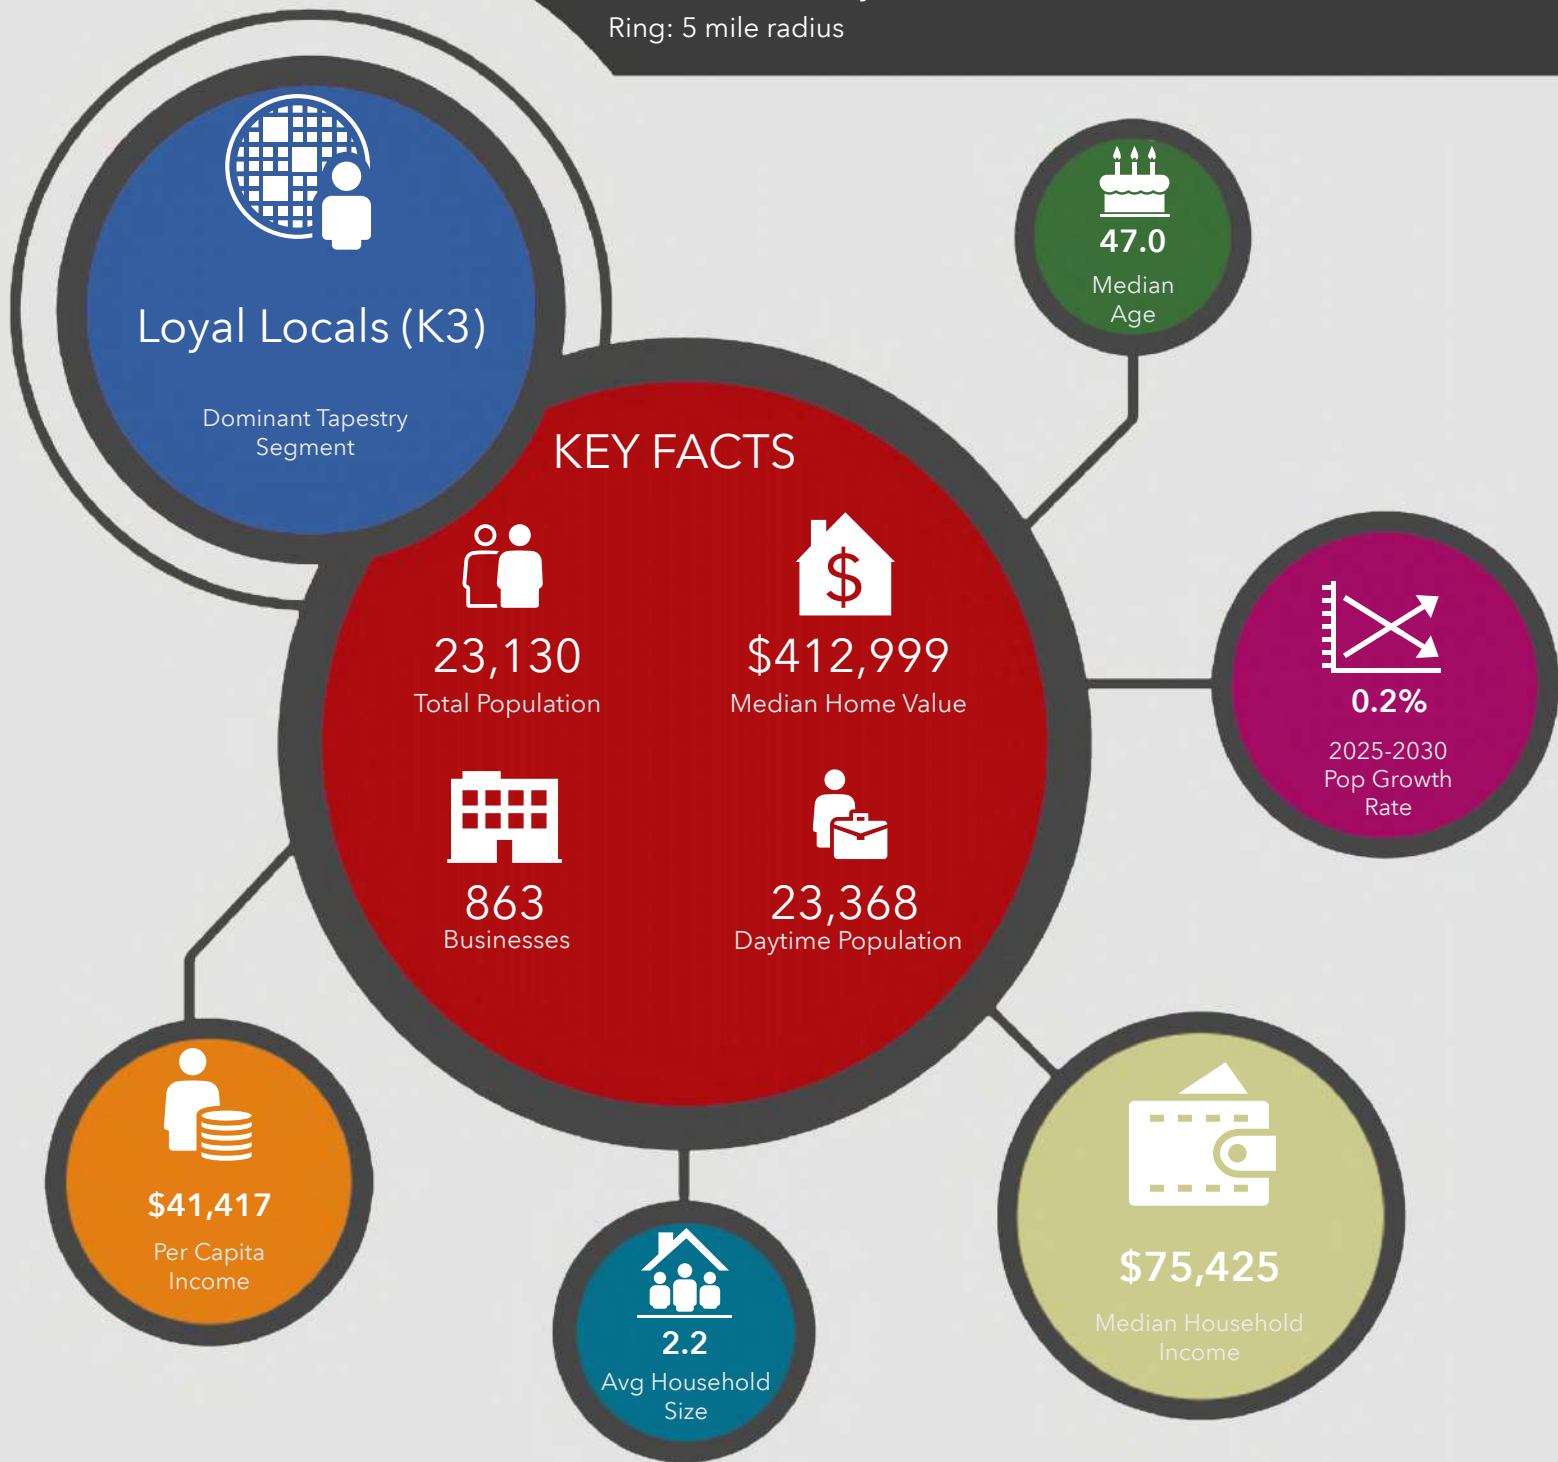 Ring: 5 mile radius
Loyal Locals (K3)
Dominant Tapestry
Segment
47.0
Median
Age
KEY FACTS
23,130
Total Population
$
$412,999
Median Home Value
863
Businesses
23,368
Daytime Population
0.2%
2025-2030
Pop Growth
Rate
$41,417
Per Capita
Income
2.2
Avg Household
Size
$75,425
Median Household
Income